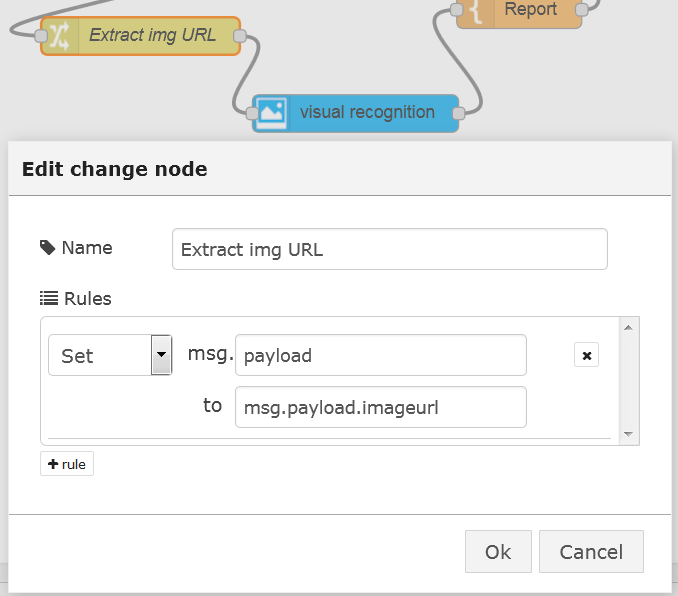 Extract img URL
Report
visual recognition
Edit change node
Name
Extract img URL
Rules
Set
msg.
payload
to
msg.payload.imageurl
rule
Ok
Cancel